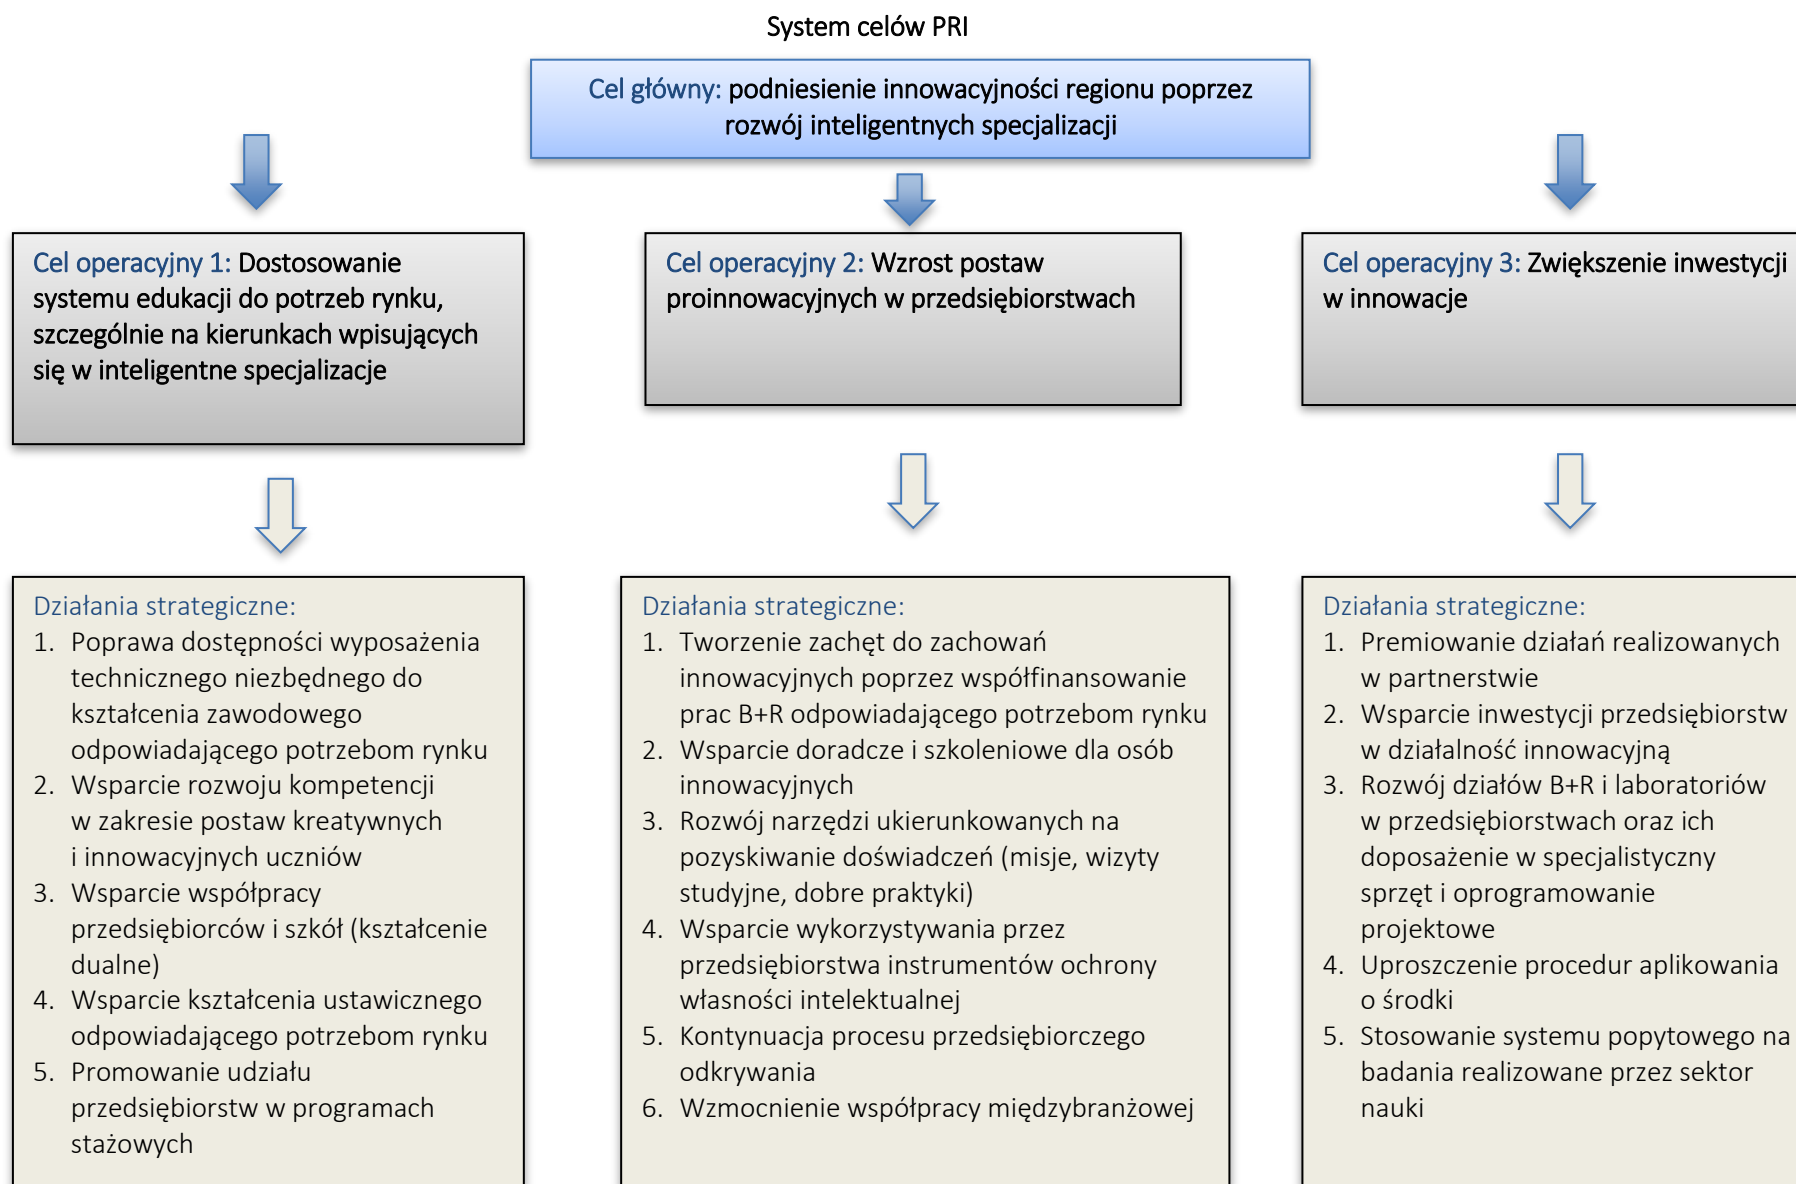 System celów PRI
Cel główny: podniesienie innowacyjności regionu poprzez
rozwój inteligentnych specjalizacji
Cel operacyjny 1: Dostosowanie
systemu edukacji do potrzeb rynku,
szczególnie na kierunkach wpisujących
się w inteligentne specjalizacje
Cel operacyjny 2: Wzrost postaw
proinnowacyjnych w przedsiębiorstwach
Cel operacyjny 3: Zwiększenie inwestycji
w innowacje
Działania strategiczne:
1. Poprawa dostępności wyposażenia
technicznego niezbędnego do
kształcenia zawodowego
odpowiadającego potrzebom rynku
2. Wsparcie rozwoju kompetencji
w zakresie postaw kreatywnych
i innowacyjnych uczniów
3. Wsparcie współpracy
przedsiębiorców i szkół (kształcenie
dualne)
4. Wsparcie kształcenia ustawicznego
odpowiadającego potrzebom rynku
5. Promowanie udziału
przedsiębiorstw w programach
stażowych
Działania strategiczne:
1. Tworzenie zachęt do zachowań
innowacyjnych poprzez współfinansowanie
prac B+R odpowiadającego potrzebom rynku
2. Wsparcie doradcze i szkoleniowe dla osób
innowacyjnych
3. Rozwój narzędzi ukierunkowanych na
pozyskiwanie doświadczeń (misje, wizyty
studyjne, dobre praktyki)
4. Wsparcie wykorzystywania przez
przedsiębiorstwa instrumentów ochrony
własności intelektualnej
5. Kontynuacja procesu przedsiębiorczego
odkrywania
6. Wzmocnienie współpracy międzybranżowej
Działania strategiczne:
1. Premiowanie działań realizowanych
w partnerstwie
2. Wsparcie inwestycji przedsiębiorstw
w działalność innowacyjną
3. Rozwój działów B+R i laboratoriów
w przedsiębiorstwach oraz ich
doposażenie w specjalistyczny
sprzęt i oprogramowanie
projektowe
4. Uproszczenie procedur aplikowania
o środki
5. Stosowanie systemu popytowego na
badania realizowane przez sektor
nauki